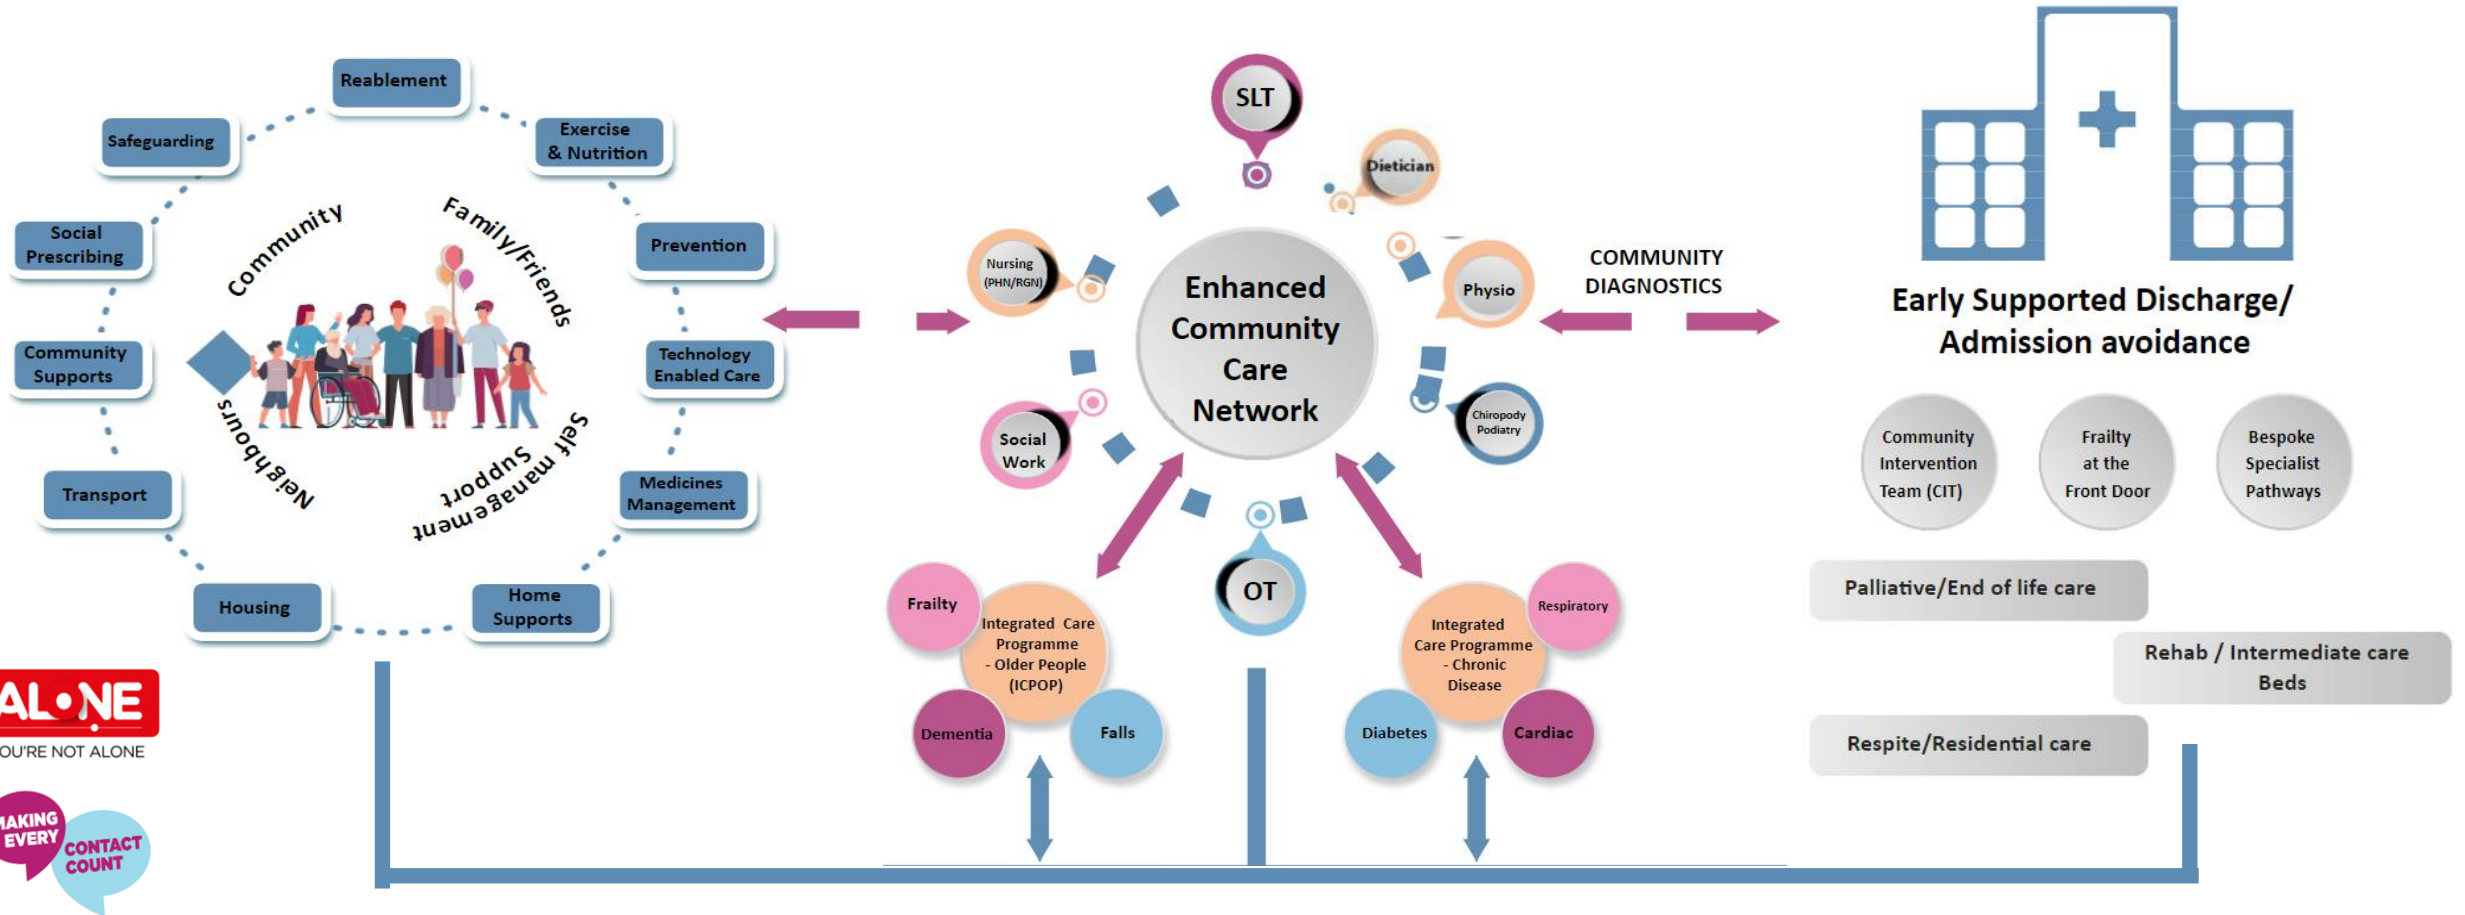 Reablement
Safeguarding
Exercise
& Nutrition
Social
Prescribing
Community
Family/Friends
Prevention
Community
Supports
Technology
Enabled Care
Neighbours
Self management
Support
Transport
Medicines
Management
Housing
Home
Supports
ALONE
OU'RE NOT ALONE
MAKING
EVERY
CONTACT
COUNT
SLT
Dietician
Nursing
(PHN/RGN)
Physio
Enhanced
Community
Care
Network
Social
Work
Chiropody
Podiatry
OT
Frailty
Integrated Care
Programme
- Older People
(ICPOP)
Dementia
Falls
Integrated
Care Programme
- Chronic
Disease
Respiratory
Diabetes
Cardiac
COMMUNITY
DIAGNOSTICS
Early Supported Discharge/
Admission avoidance
Community
Intervention
Team (CIT)
Frailty
at the
Front Door
Bespoke
Specialist
Pathways
Palliative/End of life care
Rehab / Intermediate care
Beds
Respite/Residential care